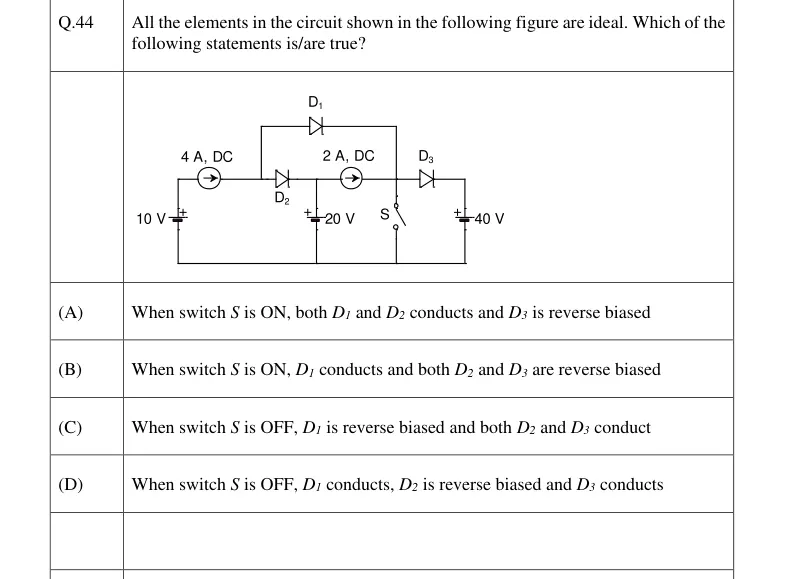 Q.44
All the elements in the circuit shown in the following figure are ideal. Which of the
following statements is/are true?
D₁
4 A, DC
2 A, DC
D₃
D₂
10 V
+
+
20 V
S
+
40 V
(A)
When switch S is ON, both D₁ and D₂ conducts and D₃ is reverse biased
(B)
When switch S is ON, D₁ conducts and both D₂ and D₃ are reverse biased
(C)
When switch S is OFF, D₁ is reverse biased and both D₂ and D₃ conduct
(D)
When switch S is OFF, D₁ conducts, D₂ is reverse biased and D₃ conducts